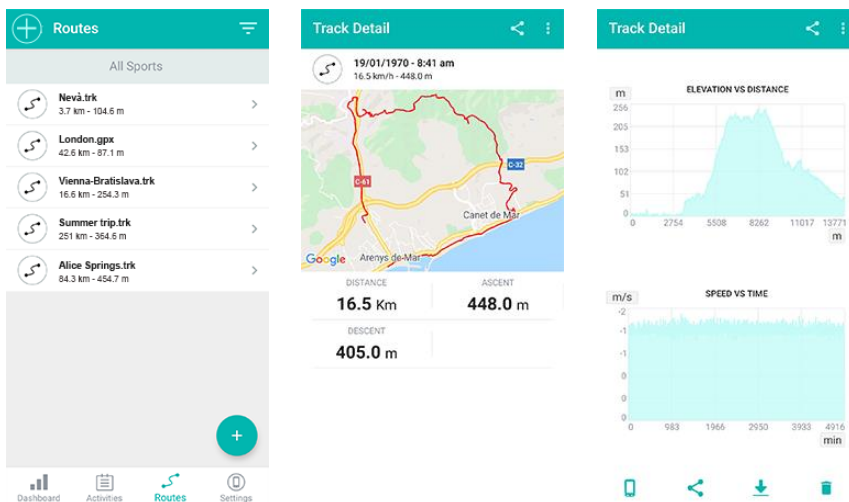 Routes
All Sports
Nevà.trk
3.7 km - 104.6 m
London.gpx
42.6 km - 87.1 m
Vienna-Bratislava.trk
16.6 km - 254.3 m
Summer trip.trk
251 km - 364.6 m
Alice Springs.trk
84.3 km - 454.7 m
+
Dashboard Activities Routes Settings
Track Detail
19/01/1970 - 8:41 am
16.5 km/h - 448.0 m
C-32
C-61
Canet de Mar
Arenys de Mar
Google
DISTANCE ASCENT
16.5 Km 448.0 m
DESCENT
405.0 m
Track Detail
m ELEVATION VS DISTANCE
256
205
153
102
51
0
0 2754 5508 8262 11017 13771
m
m/s SPEED VS TIME
-2
-1
-1
0
0
0
0 983 1966 2950 3933 4916
min